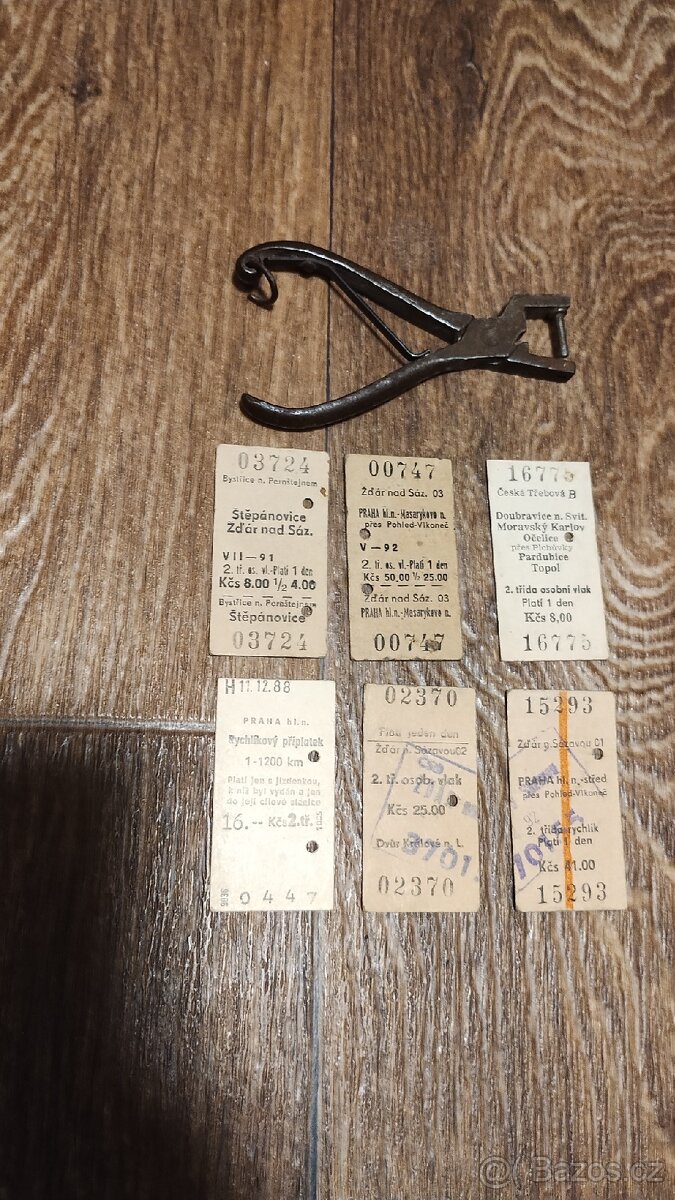 03724
Bystřice n. Pernštejnem
Štěpánovice
Zďár nad Sáz.
VII—91
2. tř. os. vl.-Platí 1 den
Kčs 8.00 ½ 4.00
Bystřice n. Pernštejnem
Štěpánovice
03724
00747
Žďár nad Sáz. 03
PRAHA hl.n.-Masarykovo n.
přes Pohled-Vlkaneč
V—92
2. tř. os. vl.-Platí 1 den
Kčs 50,00 ½ 25.00
Žďár nad Sáz. 03
PRAHA hl.n.-Masarykovo n.
00747
16775
Česká Třebová B
Doubravice n. Svit.
Moravský Karlov
Očelice
přes Plchůvky
Pardubice
Topol
2. třída osobní vlak
Platí 1 den
Kčs 8,00
16775
H 11.12.88
PRAHA hl.n.
Rychlíkový příplatek
1-1200 km
Platí jen s jízdenkou,
k níž byl vydán a jen
do její cílové stanice
16.-- Kčs 2.tř.
0447
02370
Platí jeden den
Žďár n. Sázavou 02
2. tř. osob. vlak
Kčs 25.00
Dvůr Králové n. L.
3701
02370
15293
Žďár n. Sázavou 01
PRAHA hl. n.-střed
přes Pohled-Vlkaneč
2. třída rychlík
Platí 1 den
Kčs 41.00
15293
@ Bazos.cz